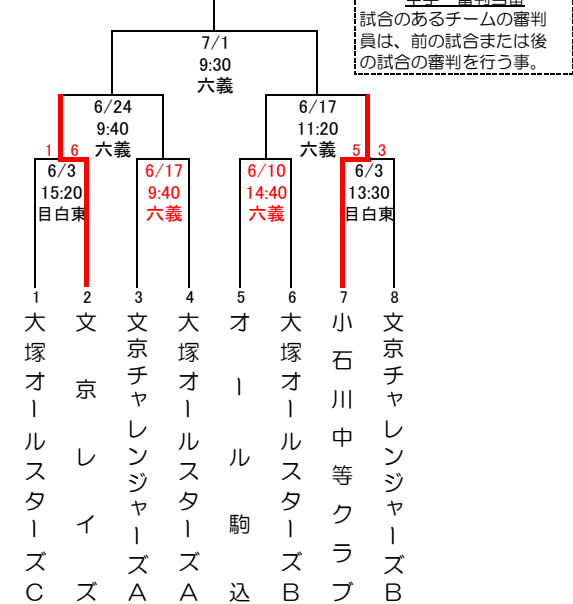 主学　審判当番
試合のあるチームの審判
員は、前の試合または後
の試合の審判を行う事。
7/1
9:30
六義
6/24
9:40
六義
6/17
11:20
六義
1 6
6/3
15:20
目白東
6/17
9:40
六義
6/10
14:40
六義
5 3
6/3
13:30
目白東
1 2 3 4 5 6 7 8
大塚オールスターズC
文京レイズ
文京チャレンジャーズA
大塚オールスターズA
オール駒込
大塚オールスターズB
小石川中等クラブ
文京チャレンジャーズB